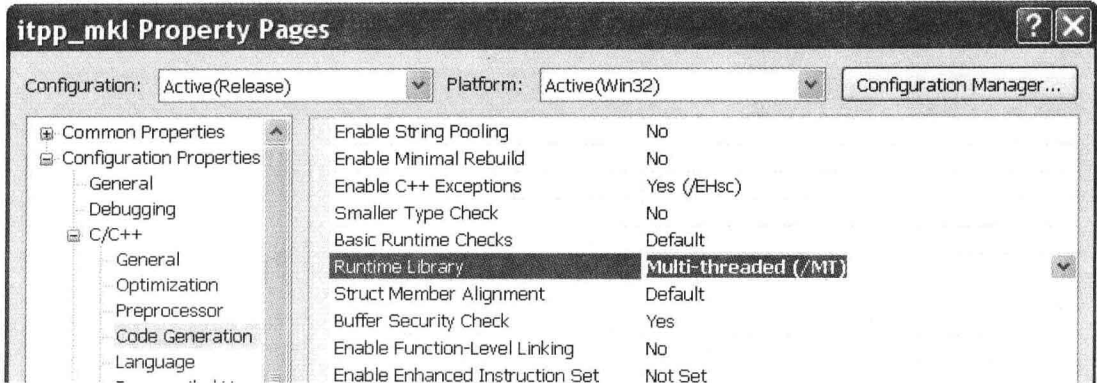 itpp_mkl Property Pages
Configuration: Active(Release) Platform: Active(Win32) Configuration Manager...
Common Properties
Configuration Properties
General
Debugging
C/C++
General
Optimization
Preprocessor
Code Generation
Language
Enable String Pooling No
Enable Minimal Rebuild No
Enable C++ Exceptions Yes (/EHsc)
Smaller Type Check No
Basic Runtime Checks Default
Runtime Library Multi-threaded (/MT)
Struct Member Alignment Default
Buffer Security Check Yes
Enable Function-Level Linking No
Enable Enhanced Instruction Set Not Set